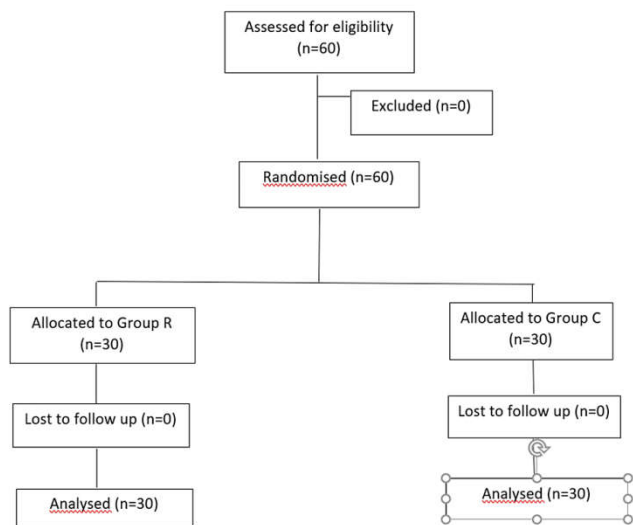 Assessed for eligibility
(n=60)
Excluded (n=0)
Randomised (n=60)
Allocated to Group R
(n=30)
Allocated to Group C
(n=30)
Lost to follow up (n=0)
Lost to follow up (n=0)
Analysed (n=30)
Analysed (n=30)